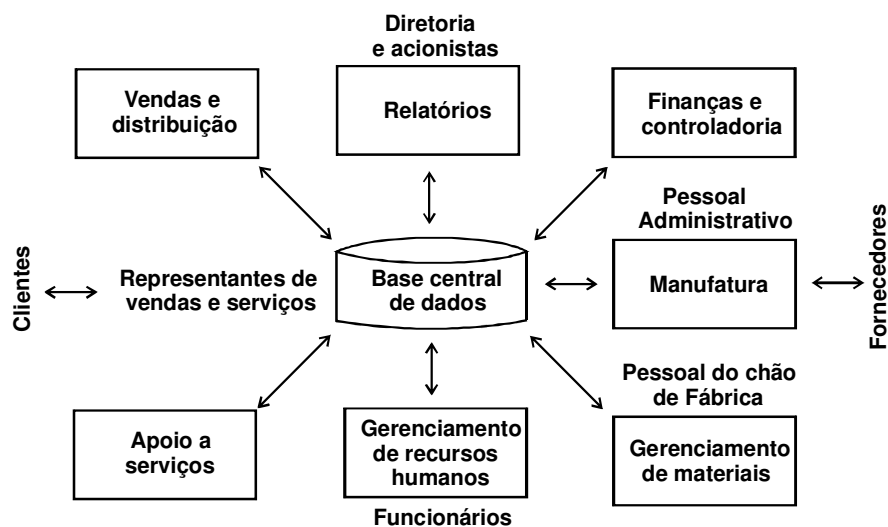 Diretoria
e acionistas
Vendas e
distribuição
Relatórios
Finanças e
controladoria
Pessoal
Administrativo
Clientes
Representantes de
vendas e serviços
Base central
de dados
Manufatura
Fornecedores
Pessoal do chão
de Fábrica
Apoio a
serviços
Gerenciamento
de recursos
humanos
Gerenciamento
de materiais
Funcionários